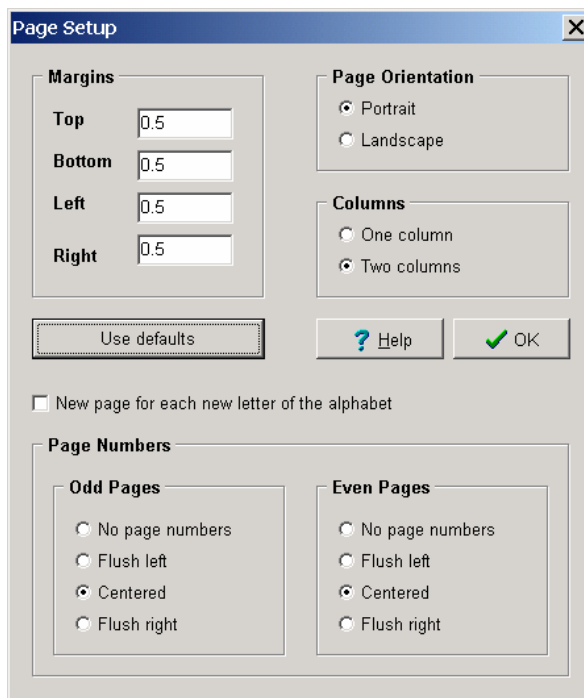 Page Setup
Margins
Top 0.5
Bottom 0.5
Left 0.5
Right 0.5
Page Orientation
Portrait
Landscape
Columns
One column
Two columns
Use defaults
? Help
OK
New page for each new letter of the alphabet
Page Numbers
Odd Pages
No page numbers
Flush left
Centered
Flush right
Even Pages
No page numbers
Flush left
Centered
Flush right